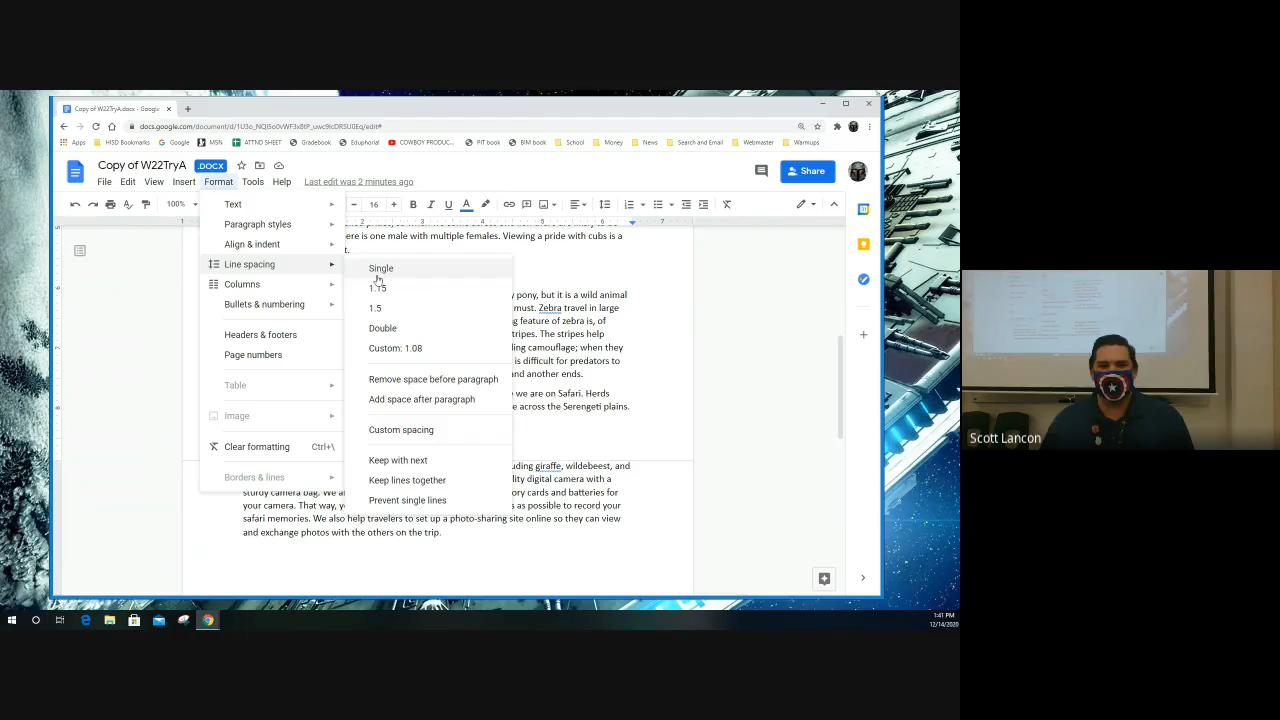 Copy of W22TryA.docx - Google
docs.google.com/document/d/
Apps HISD Bookmarks Google MSN ATTND SHEET Gradebook Eduphoria! COWBOY PRODUC... PIT book BIM book School Money Search and Email Webmaster Warmups
Copy of W22TryA .DOCX
Share
File Edit View Insert Format Tools Help Last edit was 2 minutes ago
100% 16 B I U A
1 2 3 4 5 6 7
Text
Paragraph styles
Align & indent
Line spacing
Columns
Bullets & numbering
Headers & footers
Page numbers
Table
Image
Clear formatting Ctrl+\
Borders & lines
Single
1.15
1.5
Double
Custom: 1.08
Remove space before paragraph
Add space after paragraph
Custom spacing
Keep with next
Keep lines together
Prevent single lines
ere is one male with multiple females. Viewing a pride with cubs is a
t.
y pony, but it is a wild animal
must. Zebra travel in large
ng feature of zebra is, of
tripes. The stripes help
ding camouflage; when they
is difficult for predators to
and another ends.
we are on Safari. Herds
e across the Serengeti plains.
uding giraffe, wildebeest, and
lity digital camera with a
sturdy camera bag. We a ory cards and batteries for
your camera. That way, y s as possible to record your
safari memories. We also help travelers to set up a photo-sharing site online so they can view
and exchange photos with the others on the trip.
1:41 PM
12/14/2020
Scott Lancon